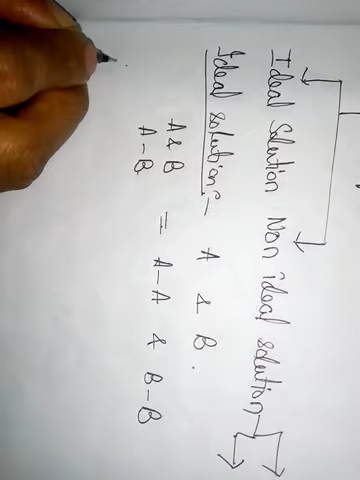 Ideal Solution Non ideal solution
Ideal solution:- A & B.
A & B
A-B = A-A & B-B